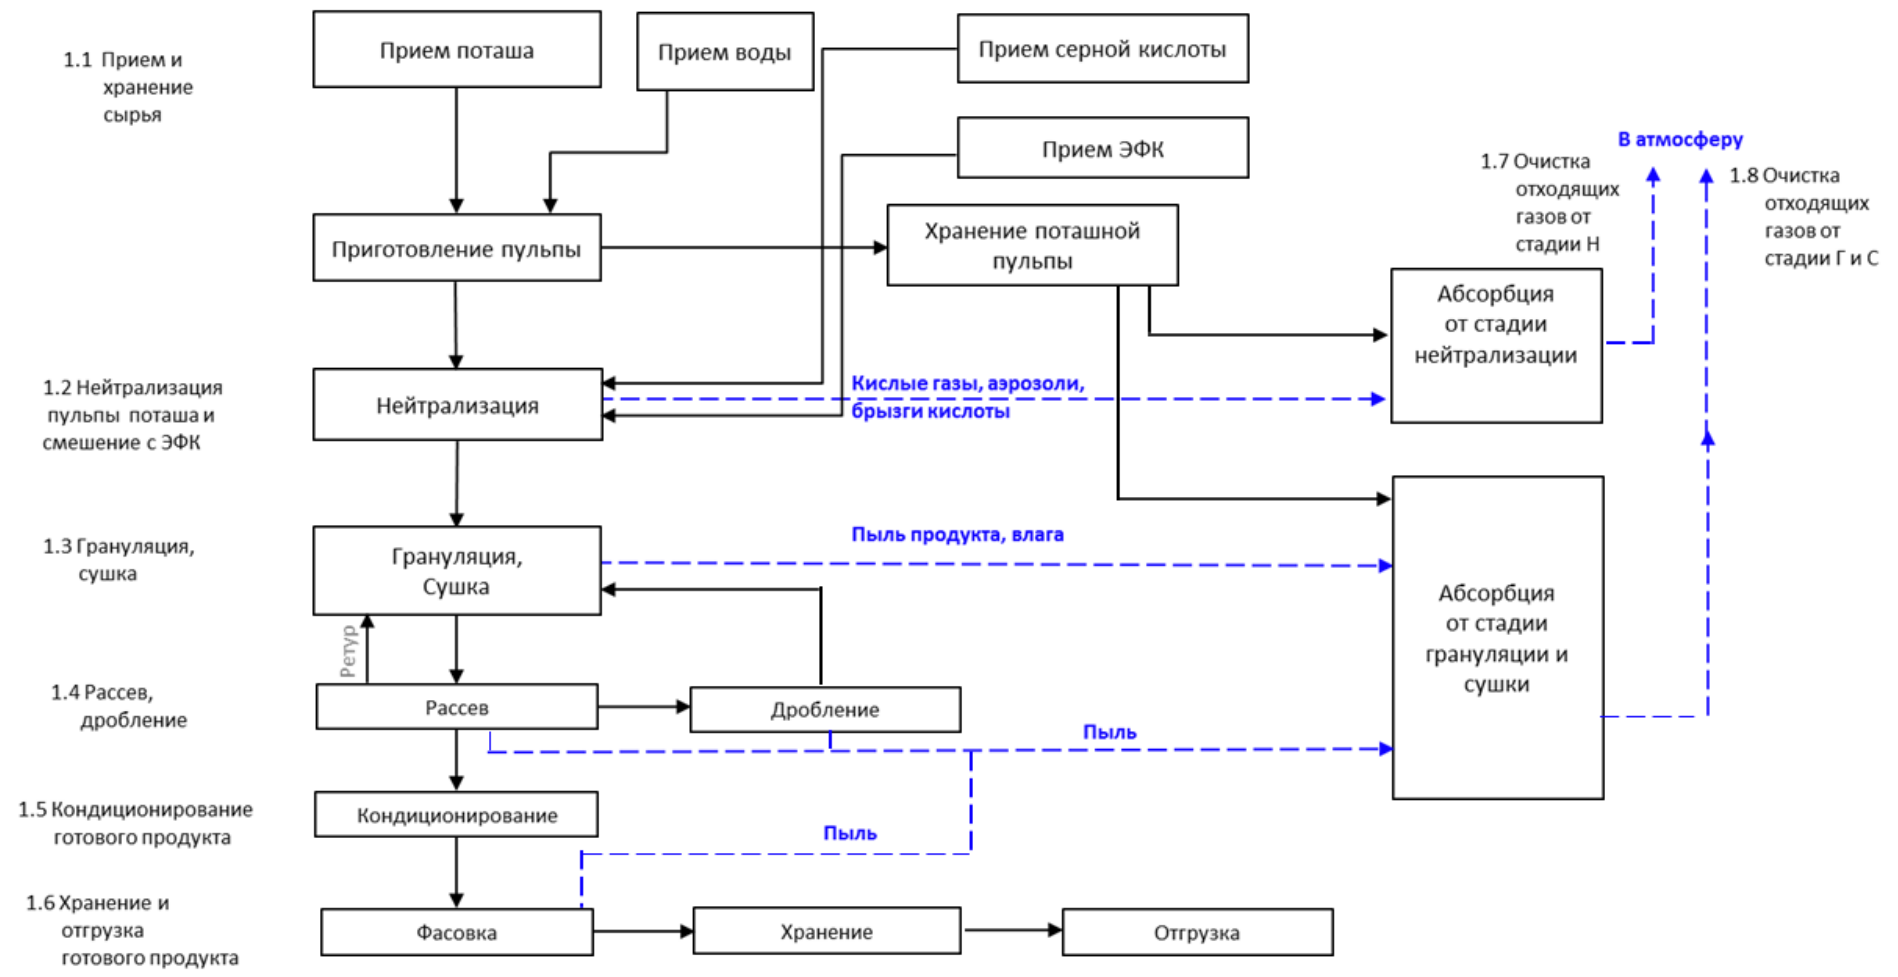 1.1 Прием и
хранение
сырья
Прием поташа
Прием воды
Прием серной кислоты
Прием ЭФК
В атмосферу
1.7 Очистка
отходящих
газов от
стадии Н
1.8 Очистка
отходящих
газов от
стадии Г и С
Приготовление пульпы
Хранение поташной
пульпы
Абсорбция
от стадии
нейтрализации
1.2 Нейтрализация
пульпы поташа и
смешение с ЭФК
Нейтрализация
Кислые газы, аэрозоли,
брызги кислоты
1.3 Грануляция,
сушка
Грануляция,
Сушка
Пыль продукта, влага
Абсорбция
от стадии
грануляции и
сушки
Ретур
1.4 Рассев,
дробление
Рассев
Дробление
Пыль
1.5 Кондиционирование
готового продукта
Кондиционирование
Пыль
1.6 Хранение и
отгрузка
готового продукта
Фасовка
Хранение
Отгрузка